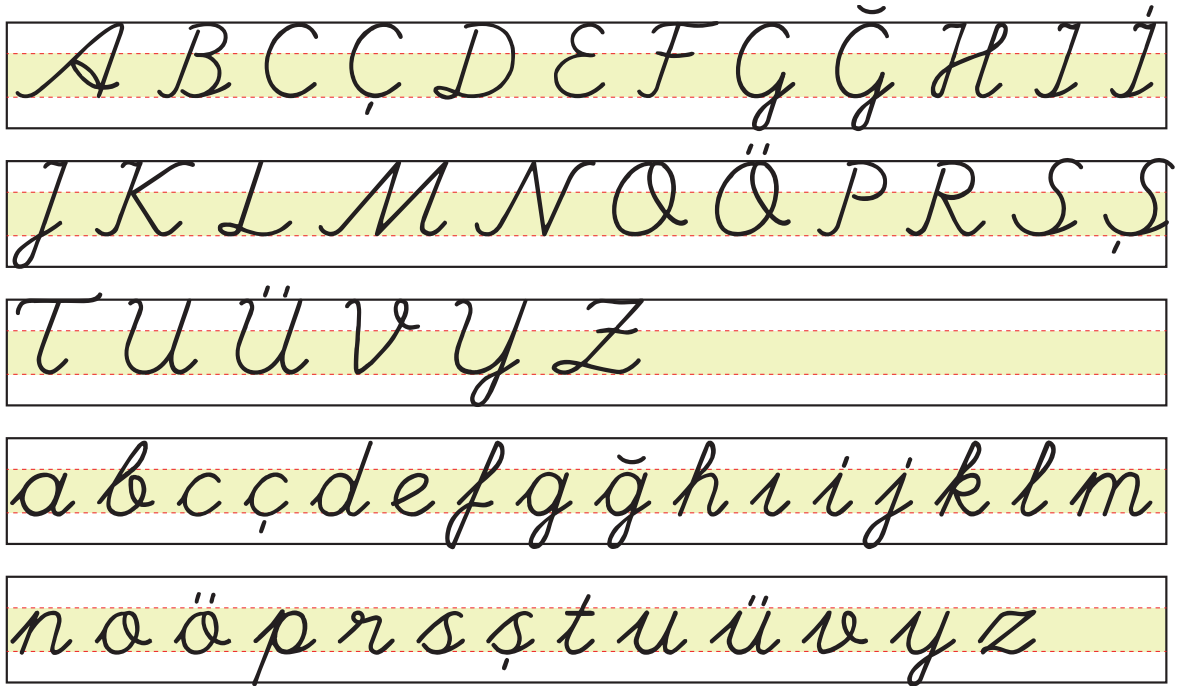 A B C Ç D E F G Ğ H I İ
J K L M N O Ö P R S Ş
T U Ü V Y Z
a b c ç d e f g ğ h ı i j k l m
n o ö p r s ş t u ü v y z